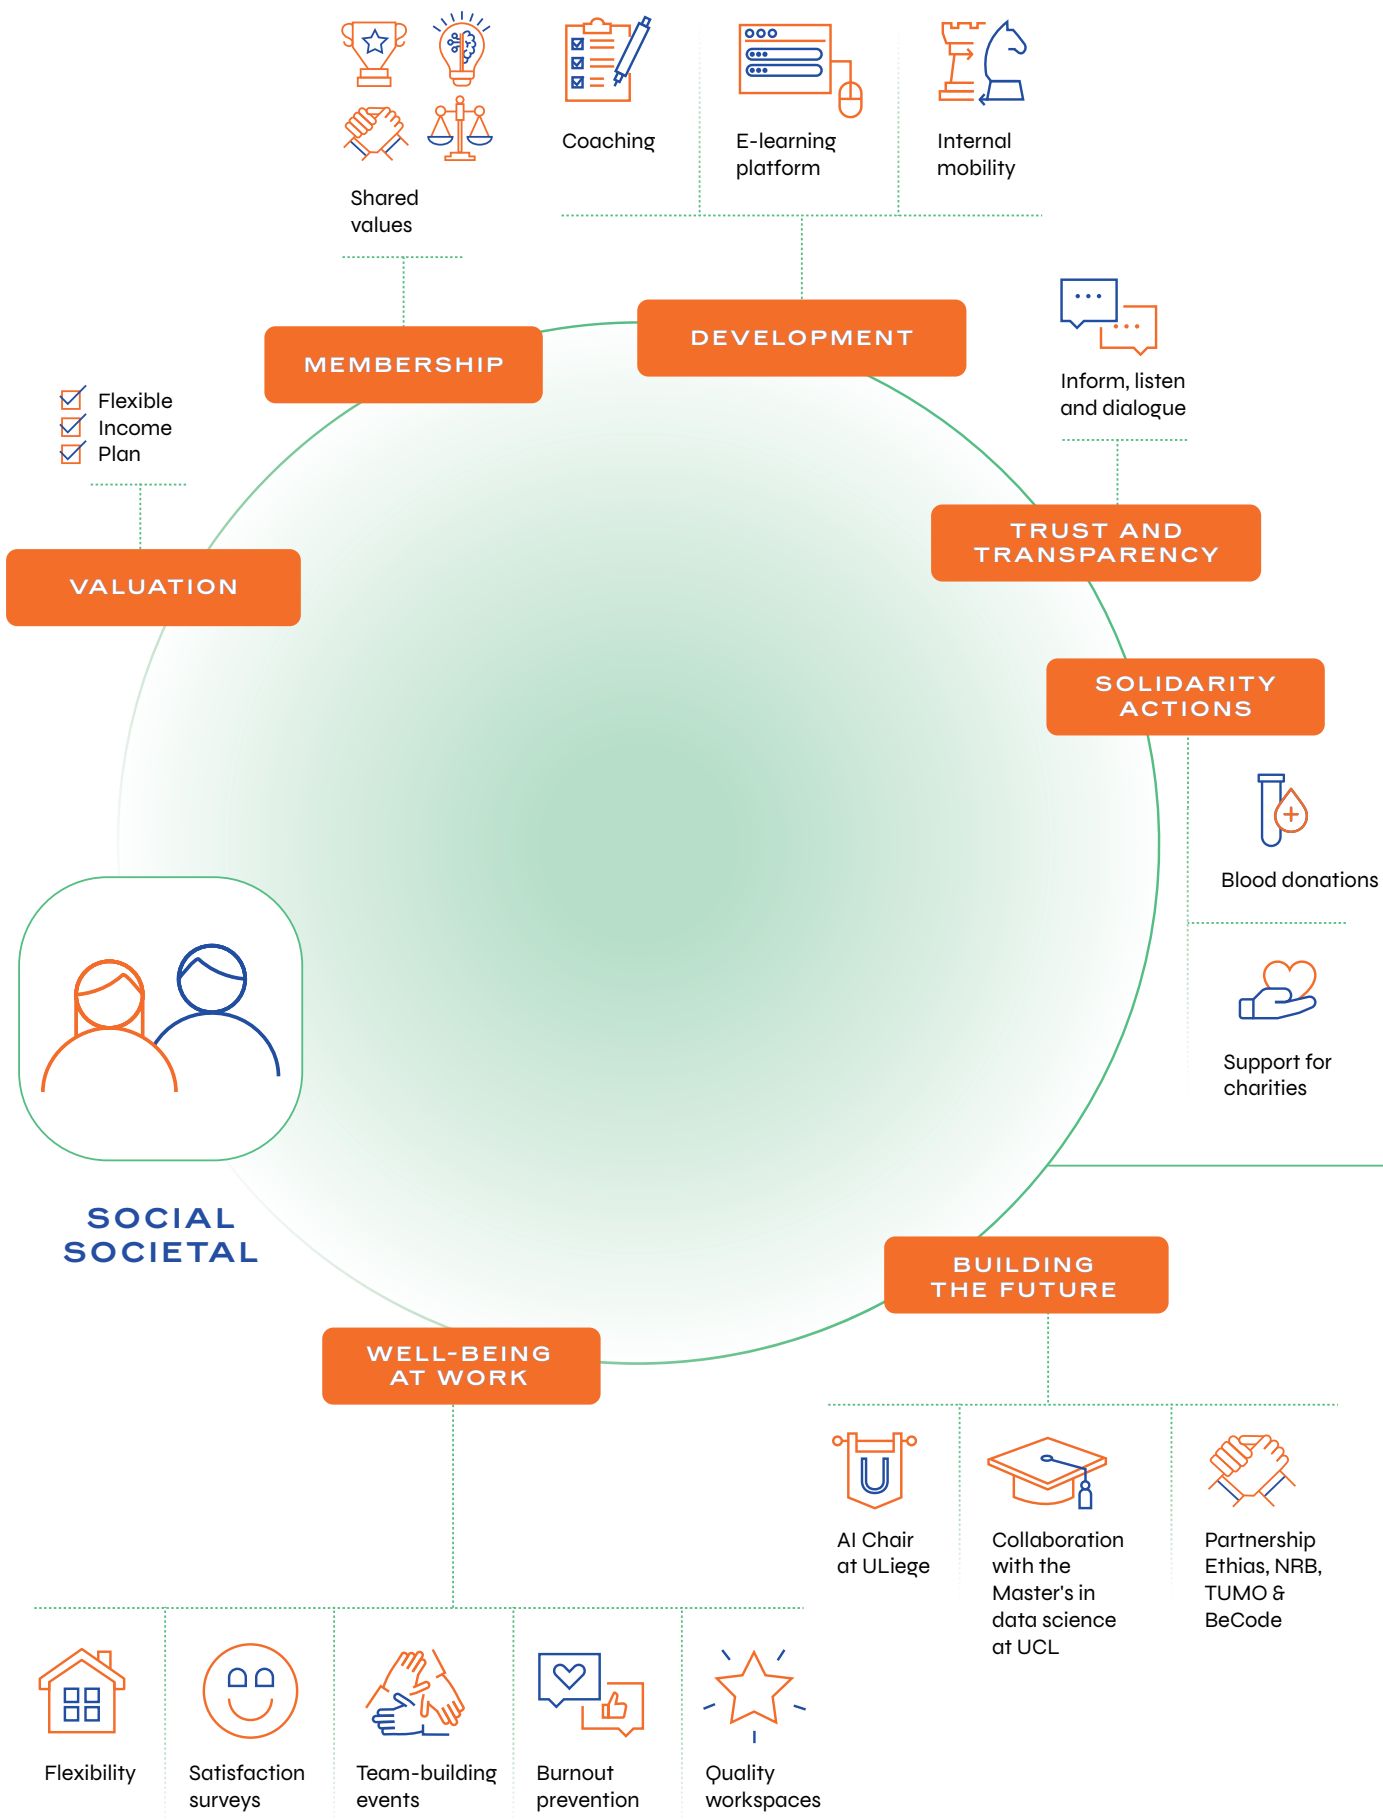 Shared
values
Coaching
E-learning
platform
Internal
mobility
MEMBERSHIP
DEVELOPMENT
Inform, listen
and dialogue
Flexible
Income
Plan
VALUATION
TRUST AND
TRANSPARENCY
SOLIDARITY
ACTIONS
Blood donations
Support for
charities
SOCIAL
SOCIETAL
BUILDING
THE FUTURE
AI Chair
at ULiege
Collaboration
with the
Master's in
data science
at UCL
Partnership
Ethias, NRB,
TUMO &
BeCode
WELL-BEING
AT WORK
Flexibility
Satisfaction
surveys
Team-building
events
Burnout
prevention
Quality
workspaces